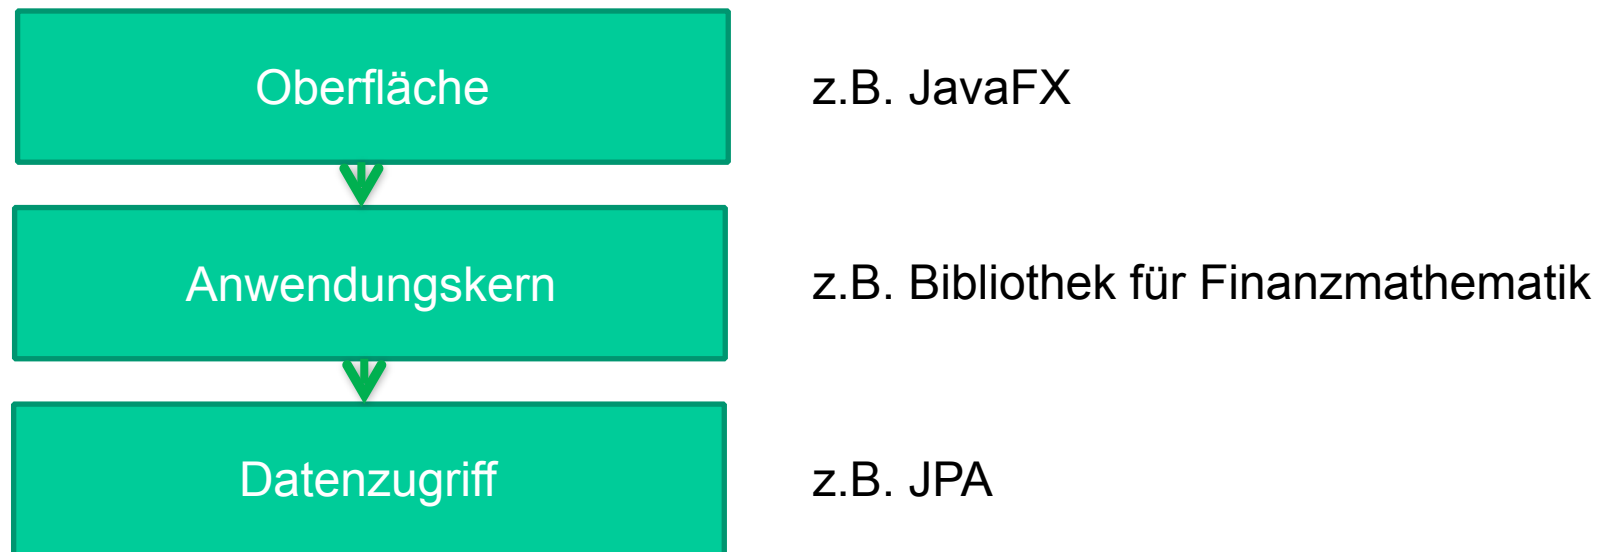 Oberfläche z.B. JavaFX
Anwendungskern z.B. Bibliothek für Finanzmathematik
Datenzugriff z.B. JPA